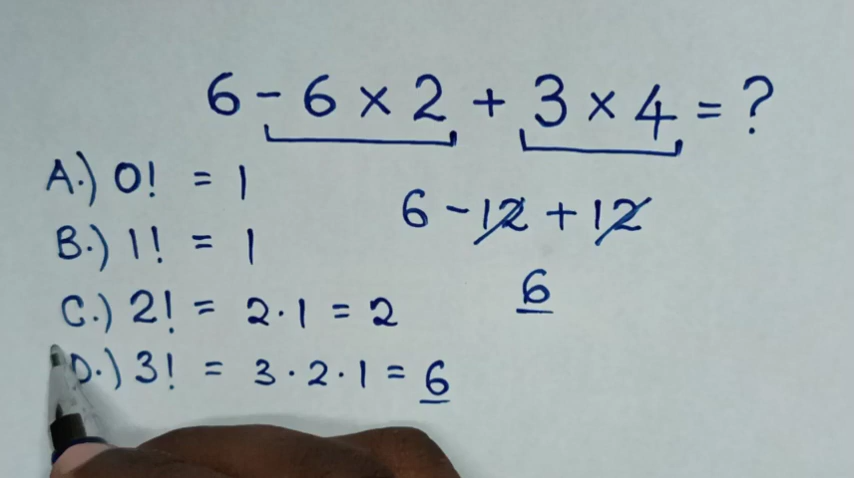 6 - 6 × 2 + 3 × 4 = ?
A.) 0! = 1
6 - 12 + 12
B.) 1! = 1
6
C.) 2! = 2 · 1 = 2
D.) 3! = 3 · 2 · 1 = 6